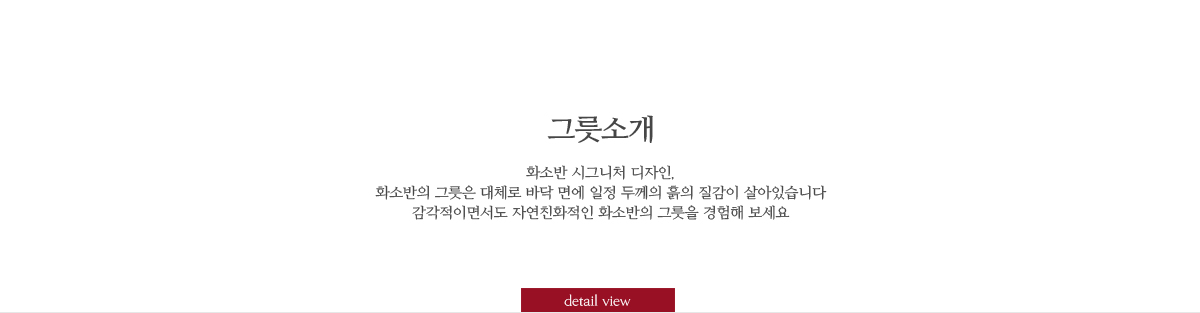 그릇소개
화소반 시그니처 디자인,
화소반의 그릇은 대체로 바닥 면에 일정 두께의 흙의 질감이 살아있습니다
감각적이면서도 자연친화적인 화소반의 그릇을 경험해 보세요
detail view